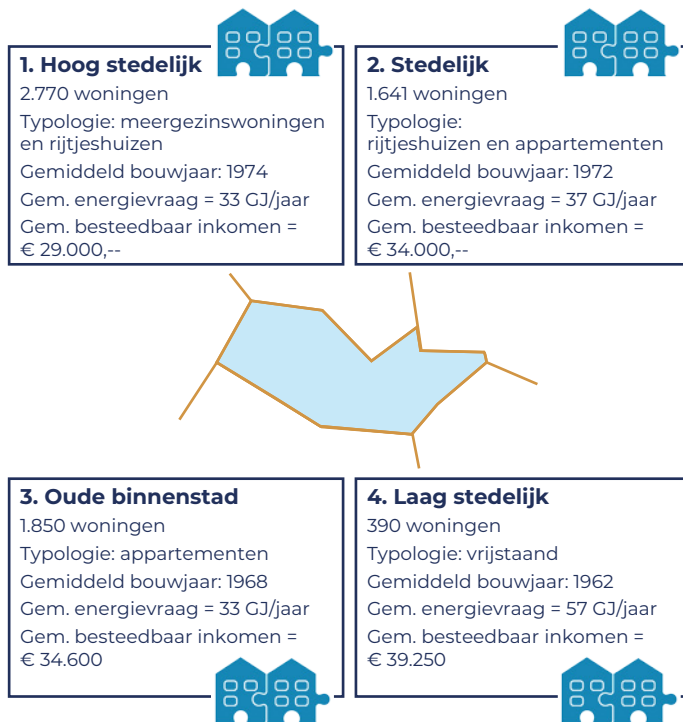 1. Hoog stedelijk
2.770 woningen
Typologie: meergezinswoningen
en rijtjeshuizen
Gemiddeld bouwjaar: 1974
Gem. energievraag = 33 GJ/jaar
Gem. besteedbaar inkomen =
€ 29.000,--
2. Stedelijk
1.641 woningen
Typologie:
rijtjeshuizen en appartementen
Gemiddeld bouwjaar: 1972
Gem. energievraag = 37 GJ/jaar
Gem. besteedbaar inkomen =
€ 34.000,--
3. Oude binnenstad
1.850 woningen
Typologie: appartementen
Gemiddeld bouwjaar: 1968
Gem. energievraag = 33 GJ/jaar
Gem. besteedbaar inkomen =
€ 34.600
4. Laag stedelijk
390 woningen
Typologie: vrijstaand
Gemiddeld bouwjaar: 1962
Gem. energievraag = 57 GJ/jaar
Gem. besteedbaar inkomen =
€ 39.250